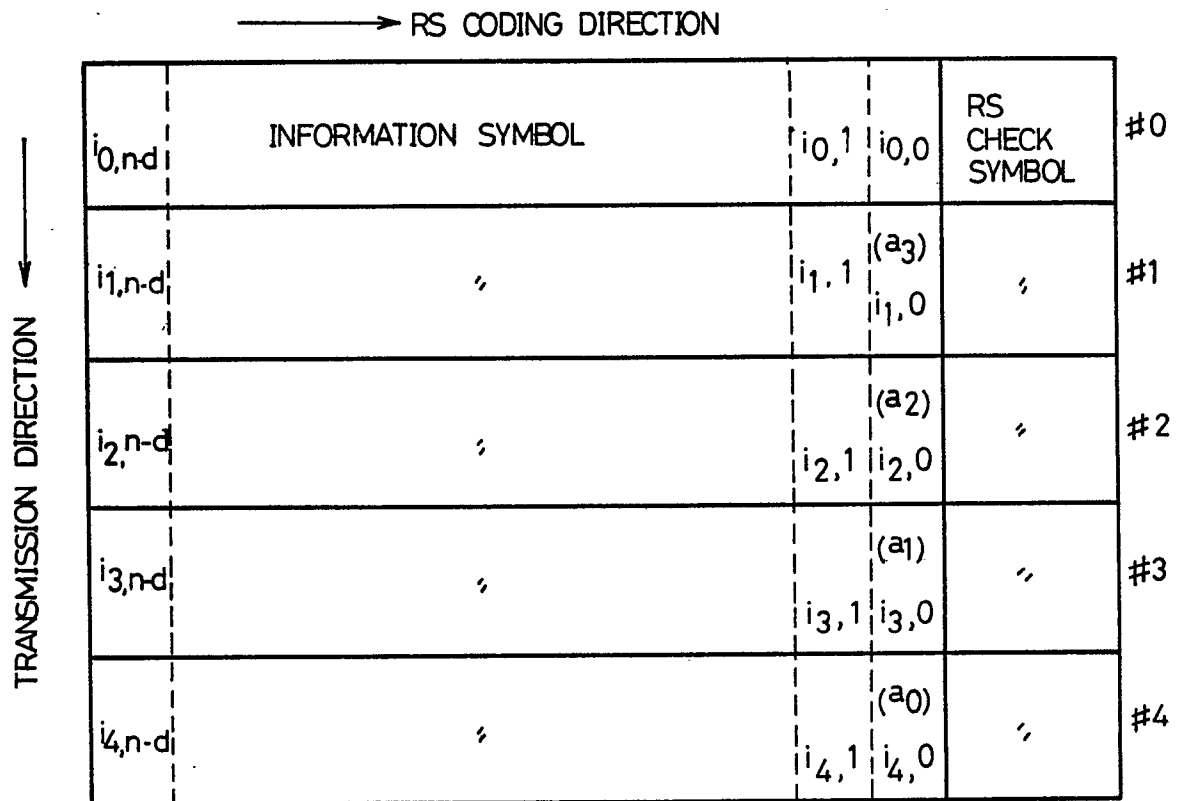 RS CODING DIRECTION
TRANSMISSION DIRECTION
i0,n-d INFORMATION SYMBOL i0,1 i0,0 RS CHECK SYMBOL #0
i1,n-d 〃 i1,1 (a3) i1,0 〃 #1
i2,n-d 〃 i2,1 (a2) i2,0 〃 #2
i3,n-d 〃 i3,1 (a1) i3,0 〃 #3
i4,n-d 〃 i4,1 (a0) i4,0 〃 #4